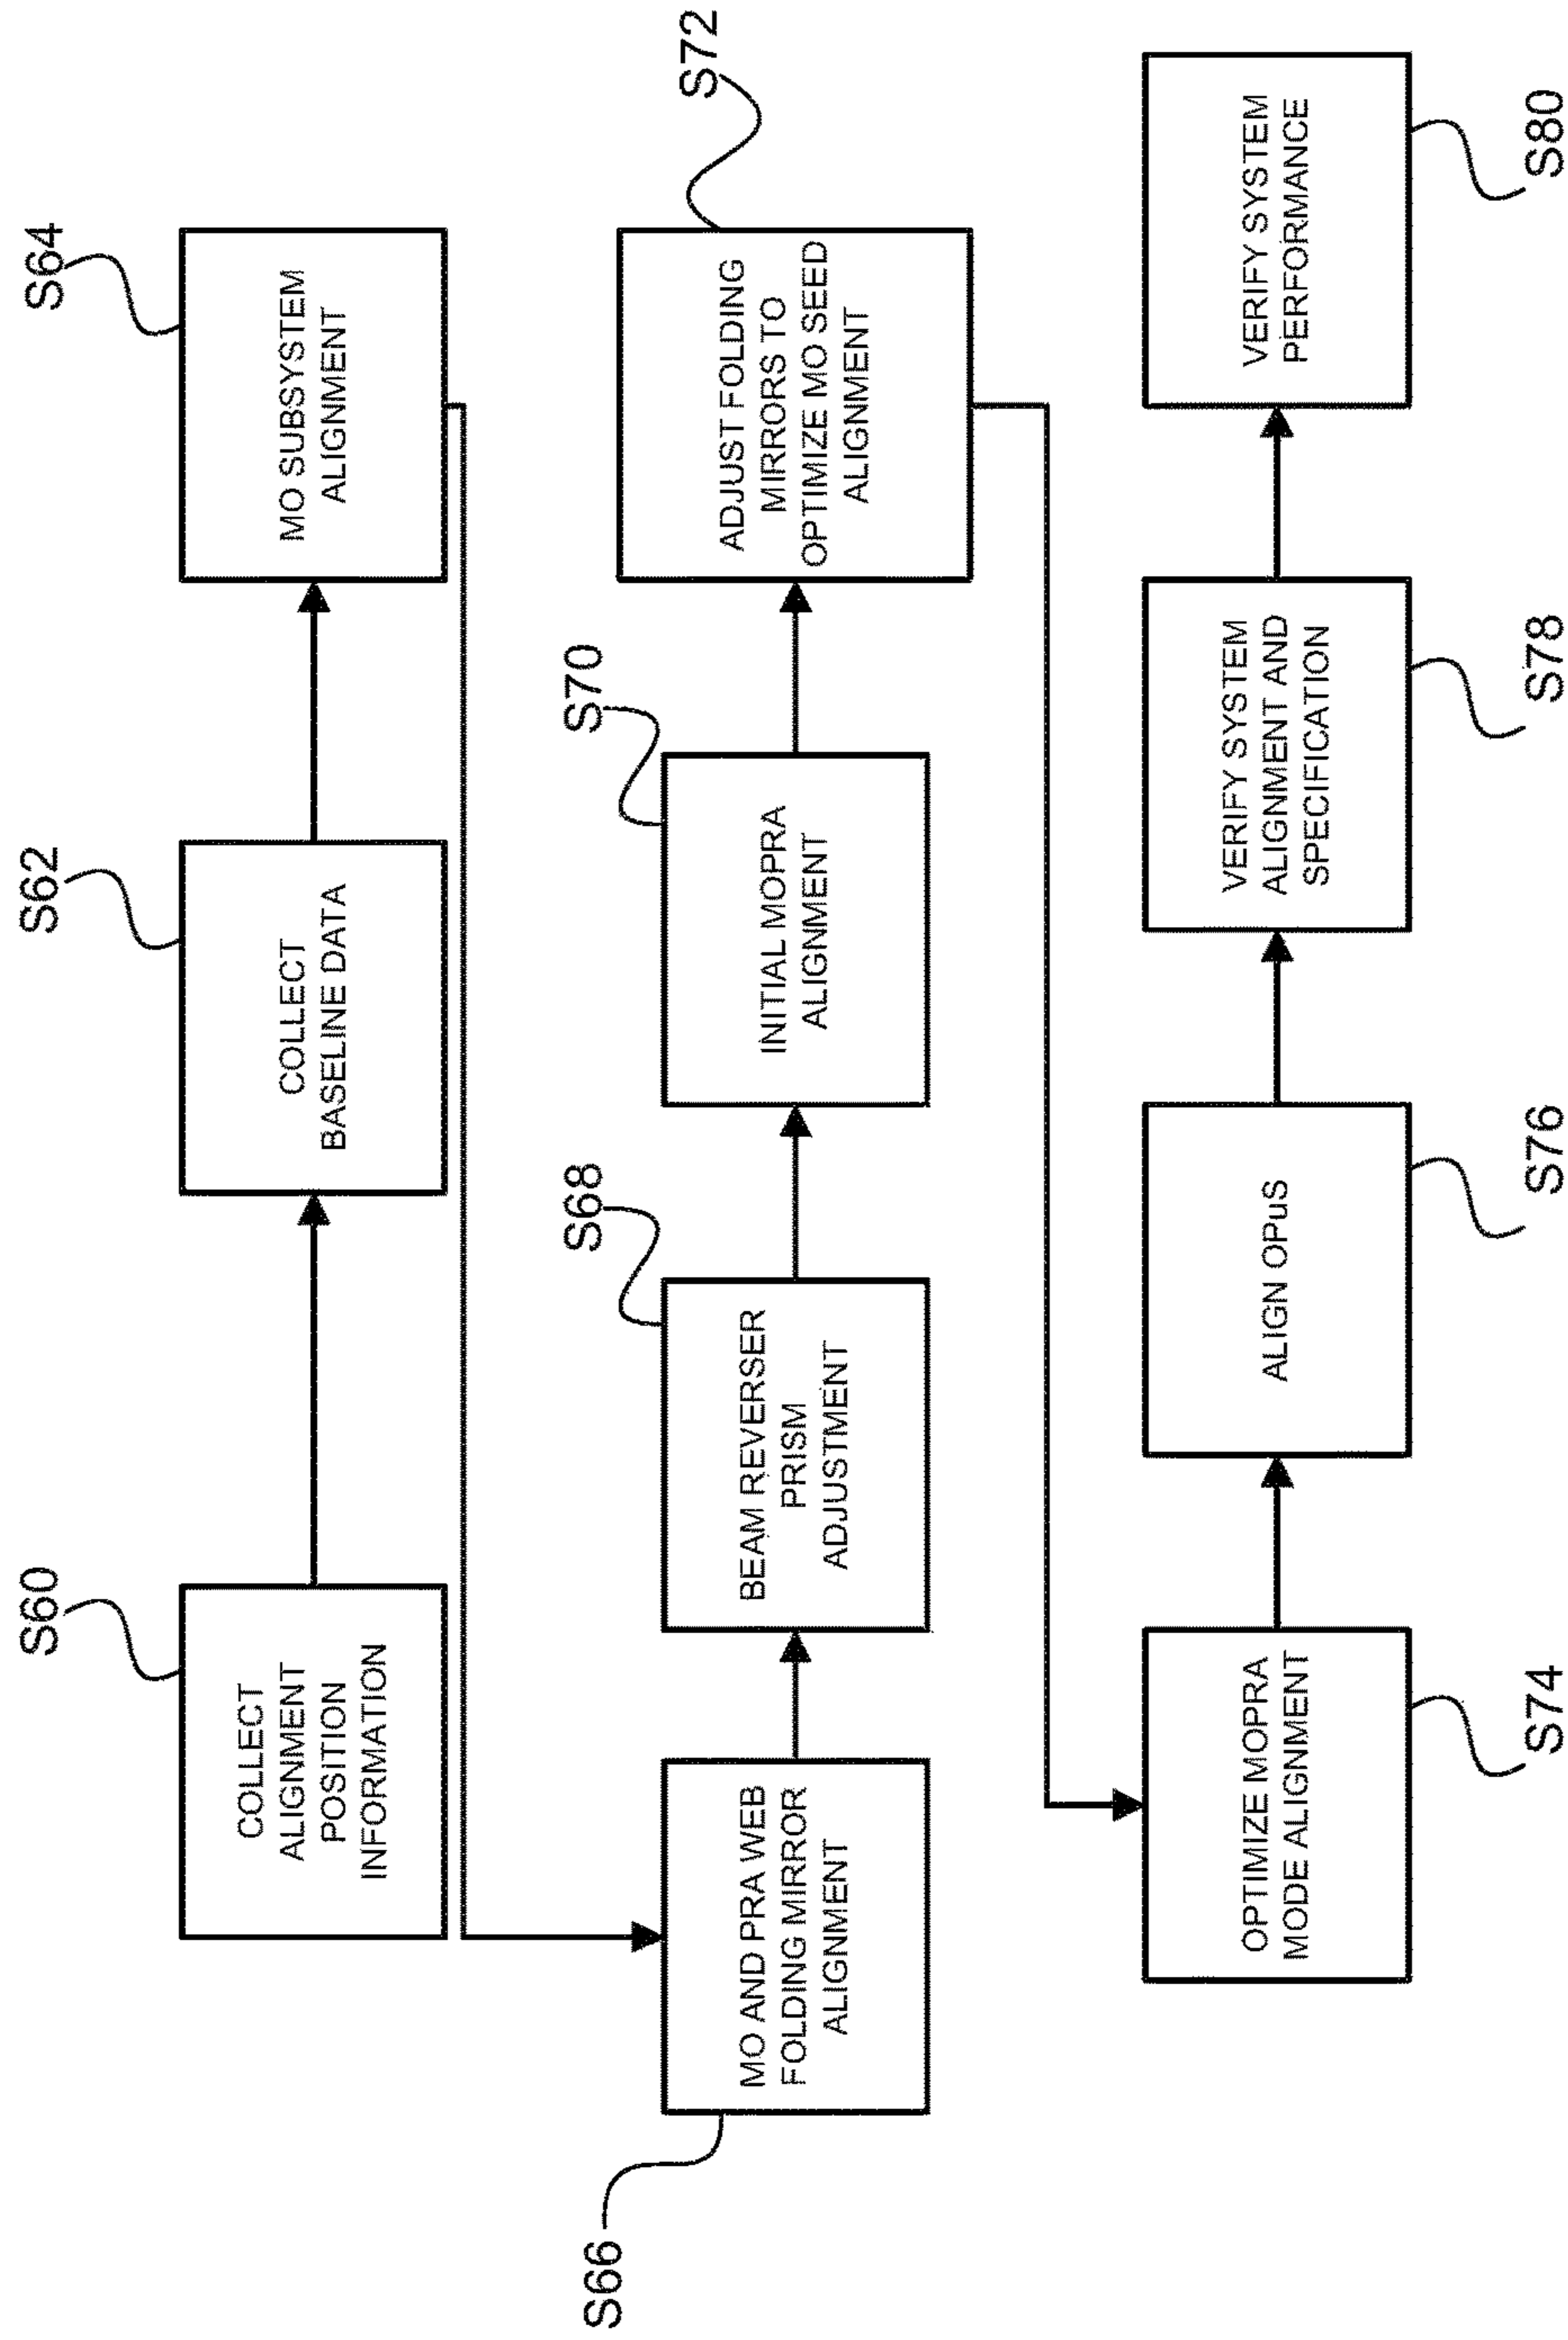 S60
COLLECT
ALIGNMENT
POSITION
INFORMATION
S62
COLLECT
BASELINE DATA
S64
MO SUBSYSTEM
ALIGNMENT
S66
MO AND PRA WEB
FOLDING MIRROR
ALIGNMENT
S68
BEAM REVERSER
PRISM
ADJUSTMENT
S70
INITIAL MOPRA
ALIGNMENT
S72
ADJUST FOLDING
MIRRORS TO
OPTIMIZE MO SEED
ALIGNMENT
OPTIMIZE MOPRA
MODE ALIGNMENT
S74
ALIGN OPuS
S76
VERIFY SYSTEM
ALIGNMENT AND
SPECIFICATION
S78
VERIFY SYSTEM
PERFORMANCE
S80